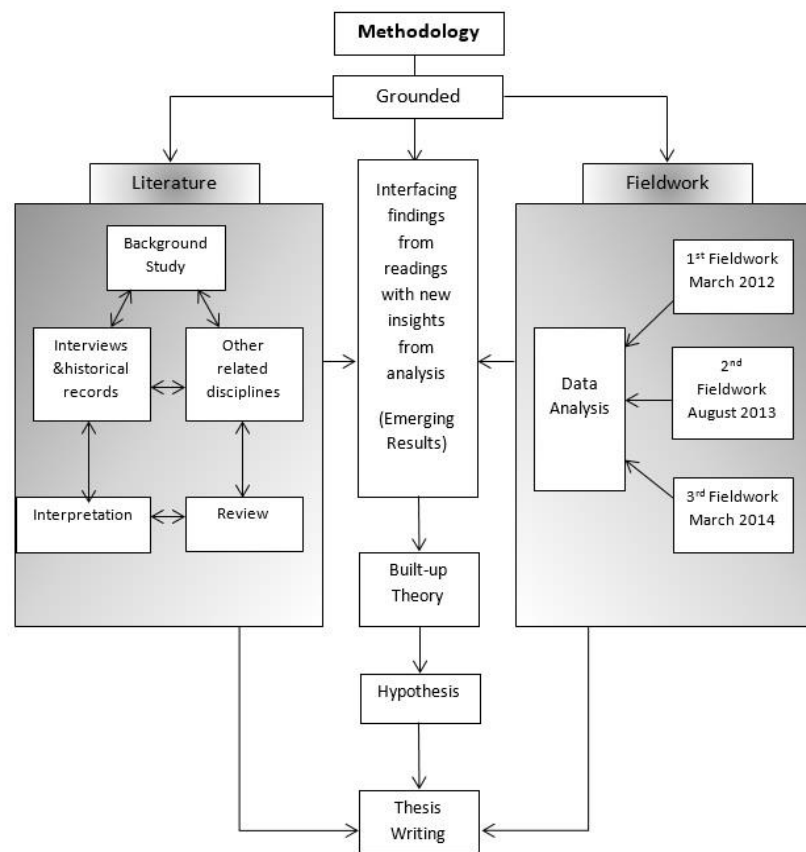 Methodology
Grounded
Literature
Background
Study
Interviews
&historical
records
Other
related
disciplines
Interpretation
Review
Interfacing
findings
from
readings
with new
insights
from
analysis
(Emerging
Results)
Built-up
Theory
Hypothesis
Thesis
Writing
Fieldwork
Data
Analysis
1st Fieldwork
March 2012
2nd
Fieldwork
August 2013
3rd Fieldwork
March 2014